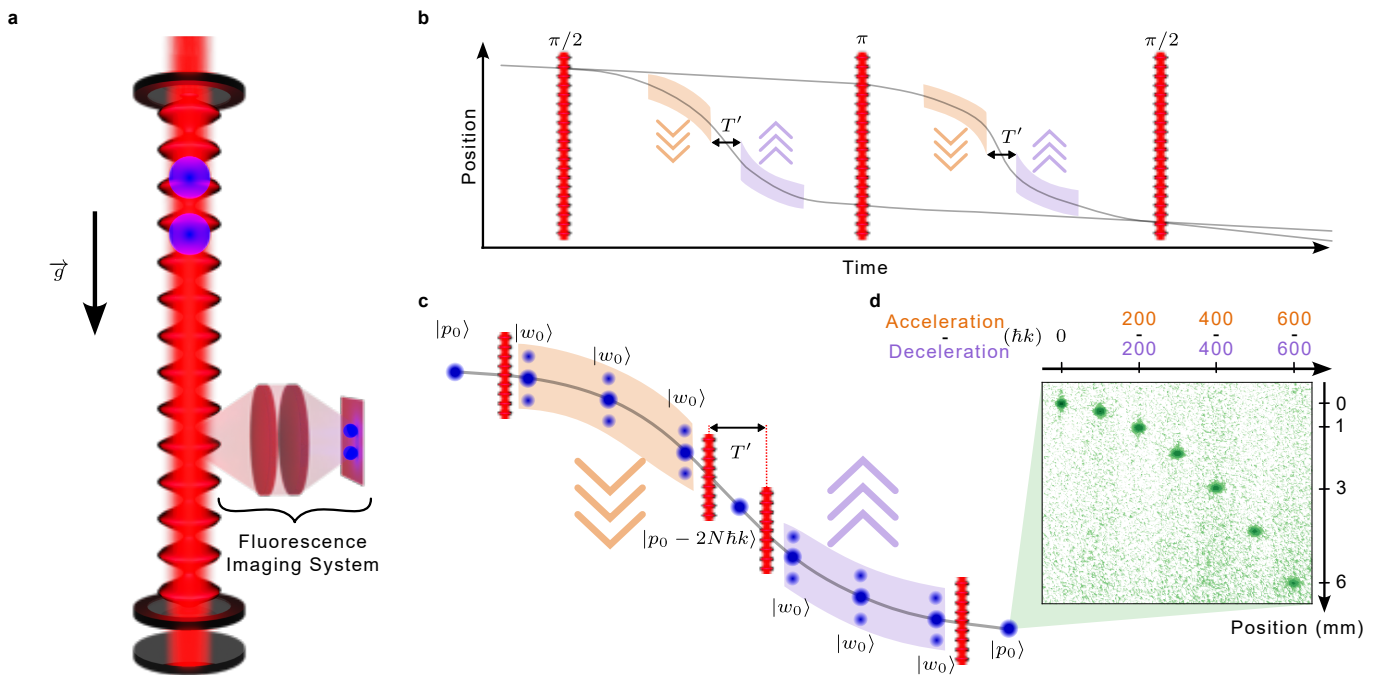 a
g
Fluorescence
Imaging System
b
π/2
π
π/2
Position
T′
T′
Time
c
|p₀⟩
|w₀⟩
|w₀⟩
|w₀⟩
T′
|p₀ − 2Nℏk⟩
|w₀⟩
|w₀⟩
|w₀⟩
|p₀⟩
d
Acceleration
-
Deceleration
(ℏk) 0
200 400 600
- - -
200 400 600
0
1
3
6
Position (mm)